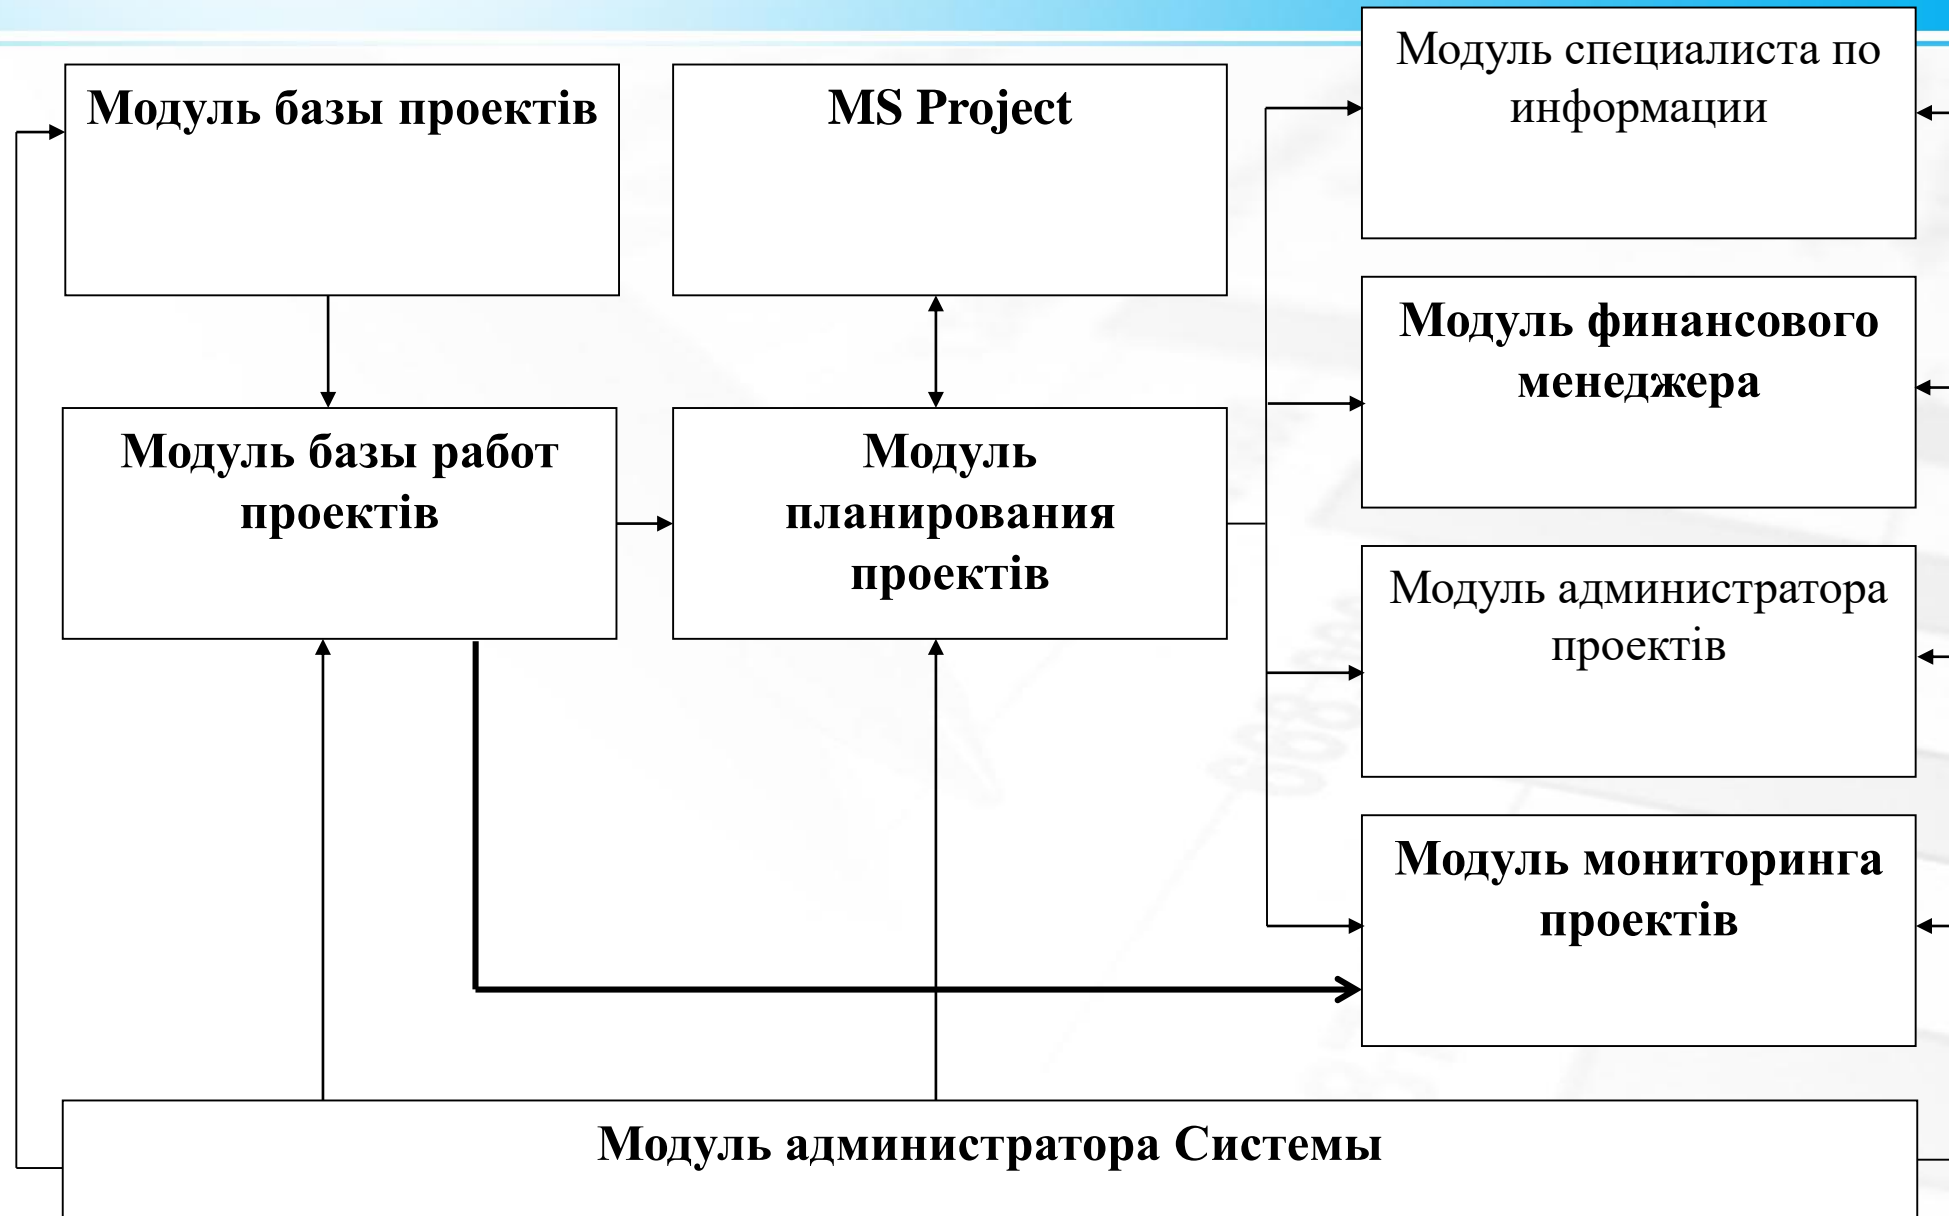 Модуль базы проектів
MS Project
Модуль специалиста по
информации
Модуль финансового
менеджера
Модуль базы работ
проектів
Модуль
планирования
проектів
Модуль администратора
проектів
Модуль мониторинга
проектів
Модуль администратора Системы